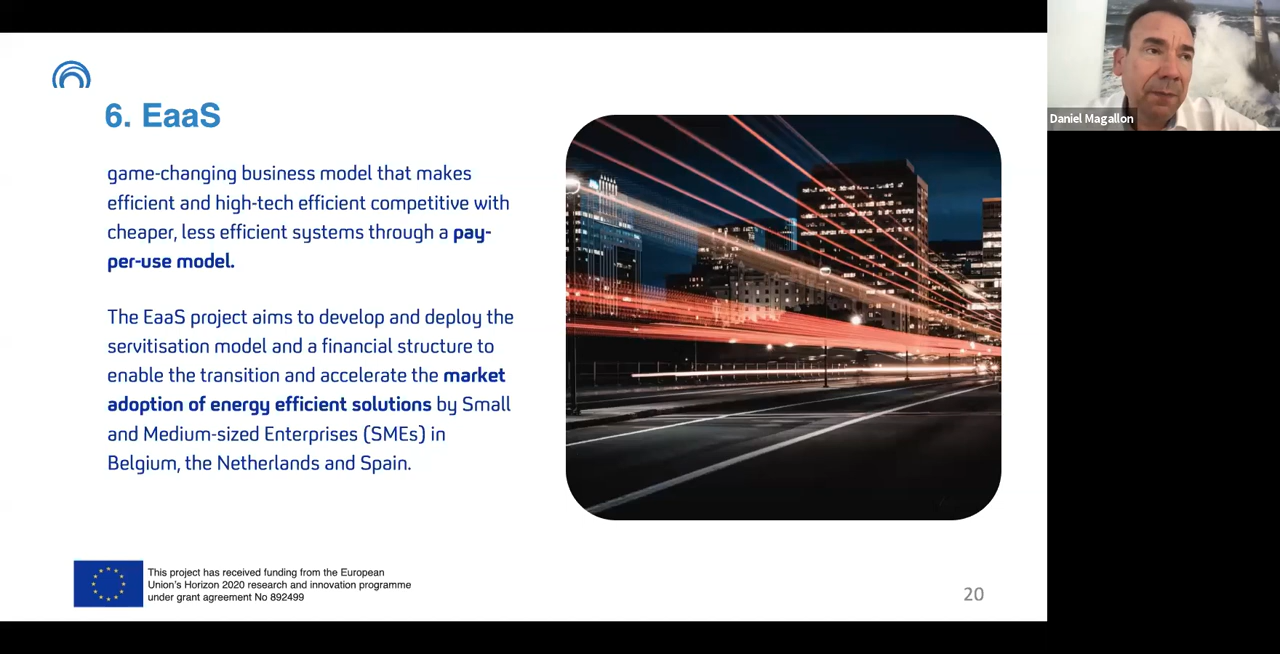 6. EaaS
game-changing business model that makes
efficient and high-tech efficient competitive with
cheaper, less efficient systems through a pay-
per-use model.
The EaaS project aims to develop and deploy the
servitisation model and a financial structure to
enable the transition and accelerate the market
adoption of energy efficient solutions by Small
and Medium-sized Enterprises (SMEs) in
Belgium, the Netherlands and Spain.
This project has received funding from the European
Union's Horizon 2020 research and innovation programme
under grant agreement No 892499
20
Daniel Magallon